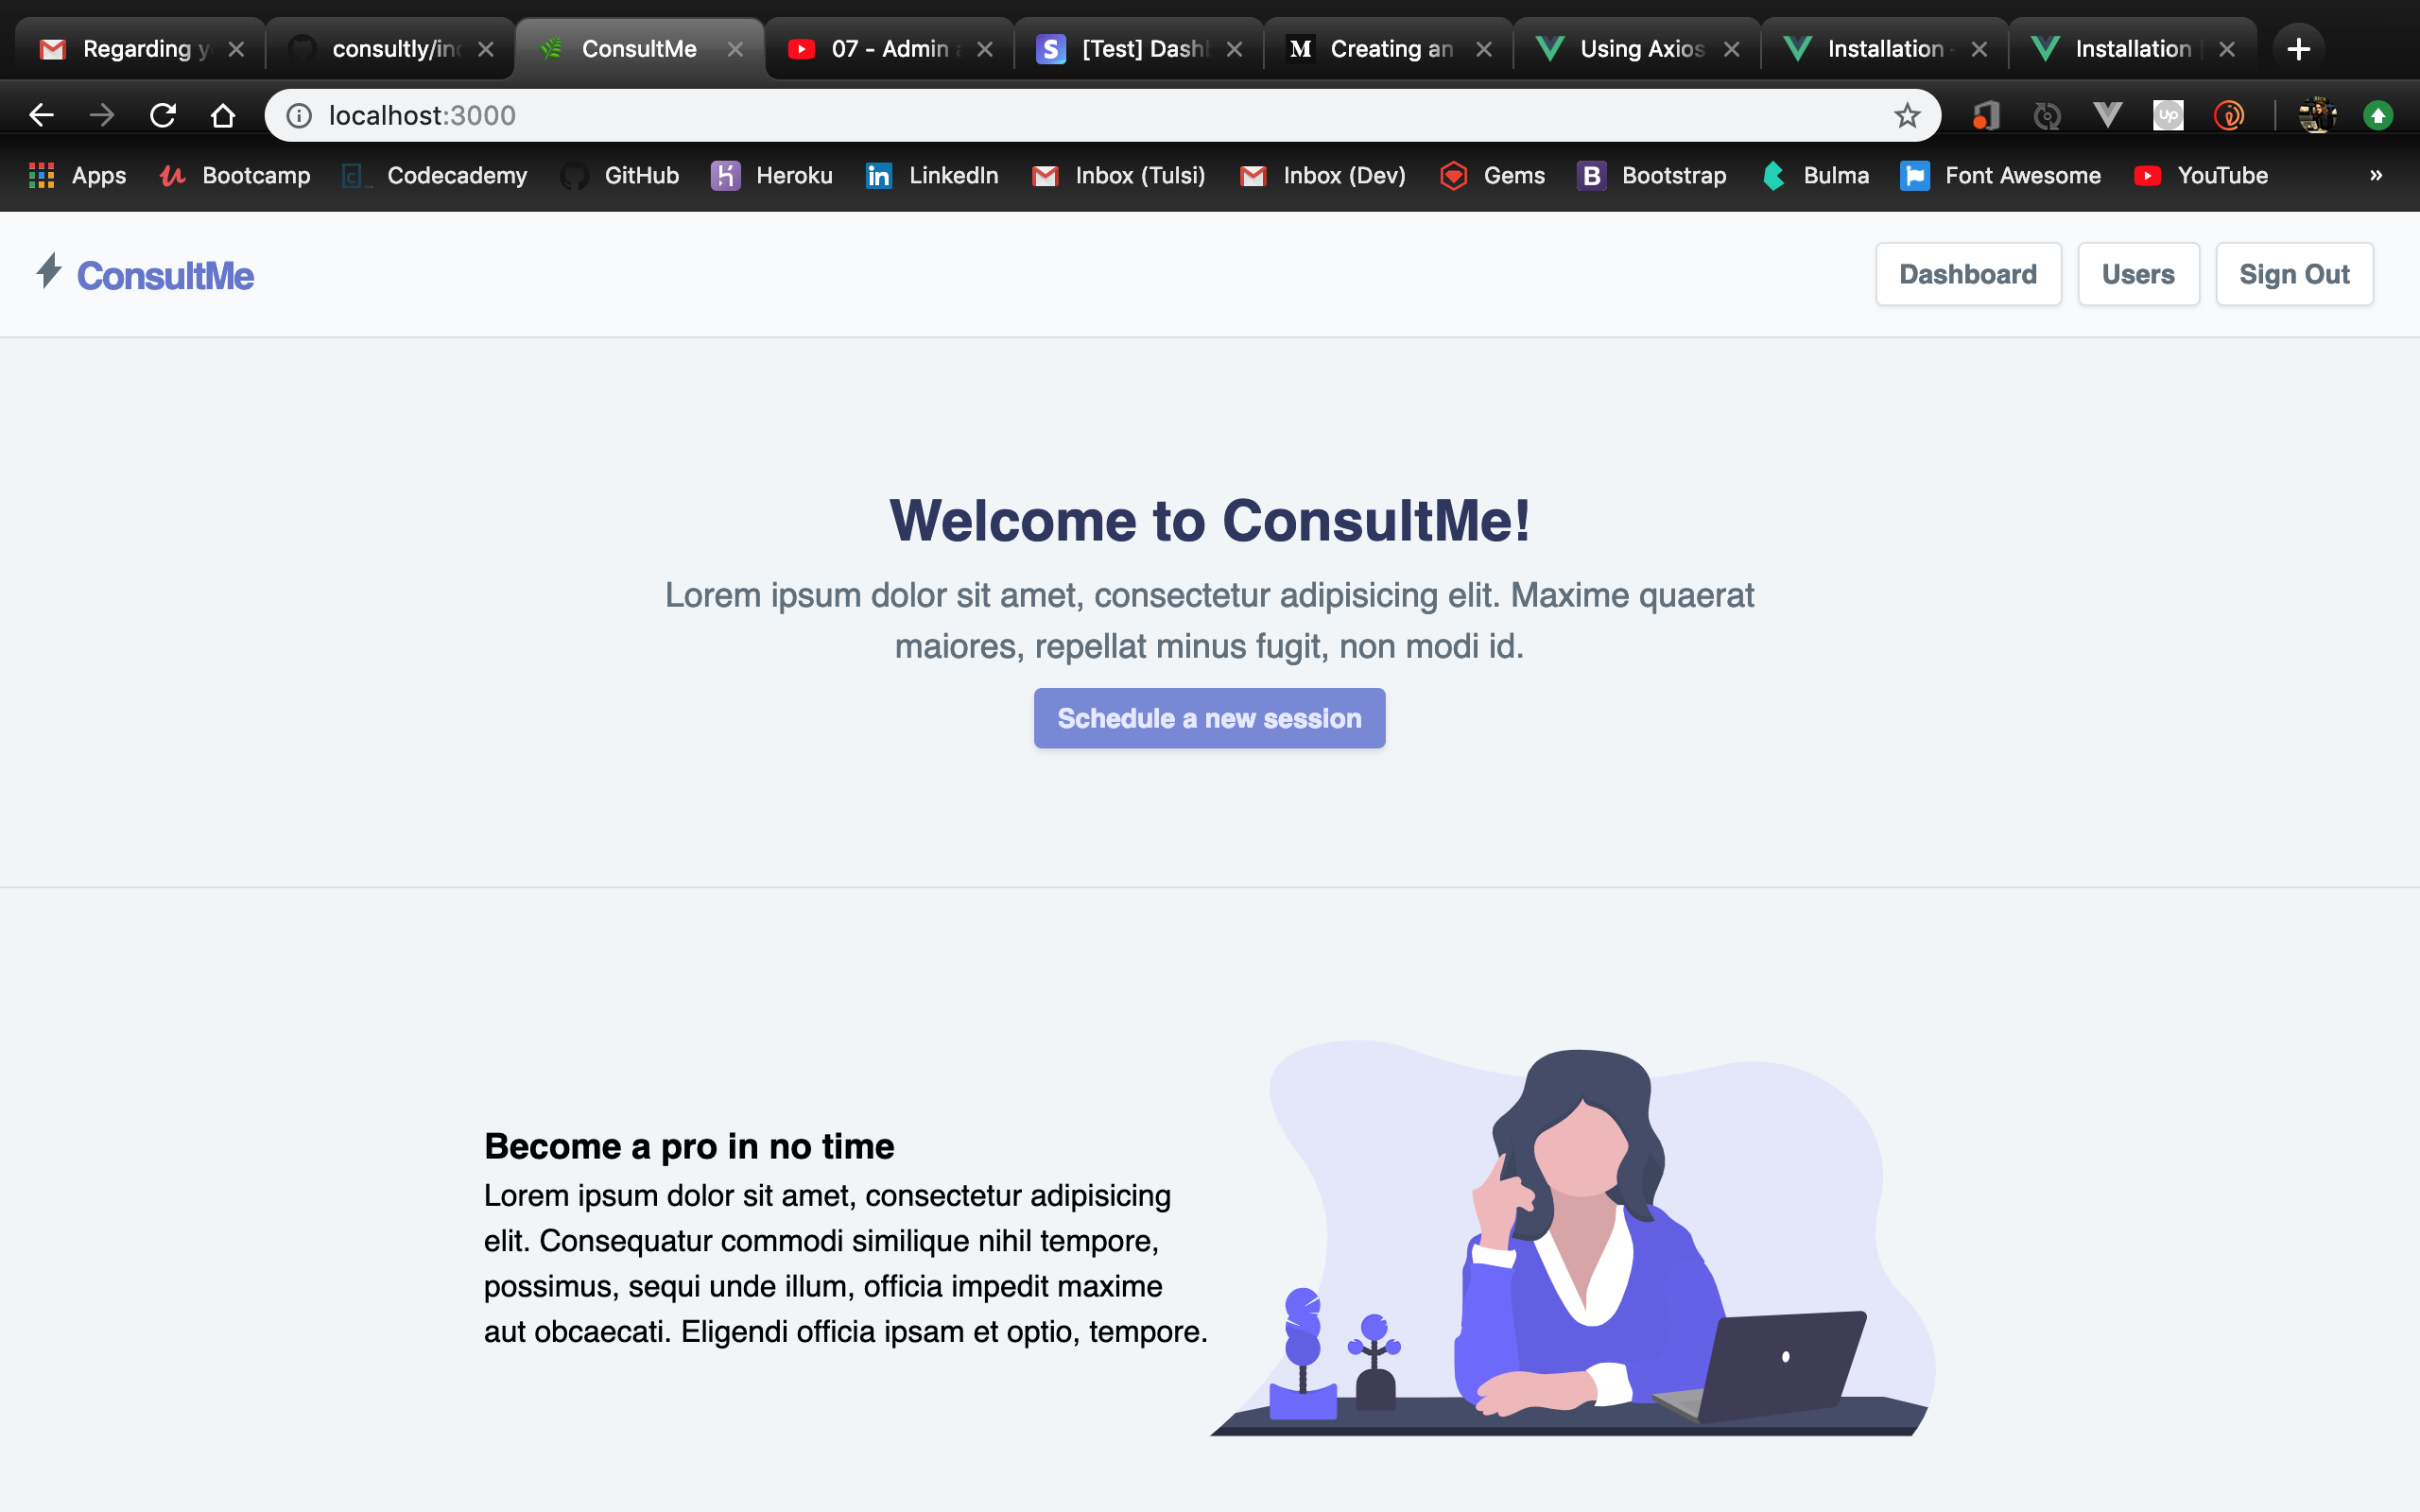 Regarding y
consultly/in
ConsultMe
07 - Admin
[Test] Dash
Creating an
Using Axios
Installation -
Installation |
localhost:3000
Apps
Bootcamp
Codecademy
GitHub
Heroku
LinkedIn
Inbox (Tulsi)
Inbox (Dev)
Gems
Bootstrap
Bulma
Font Awesome
YouTube
»
ConsultMe
Dashboard
Users
Sign Out
Welcome to ConsultMe!
Lorem ipsum dolor sit amet, consectetur adipisicing elit. Maxime quaerat
maiores, repellat minus fugit, non modi id.
Schedule a new session
Become a pro in no time
Lorem ipsum dolor sit amet, consectetur adipisicing
elit. Consequatur commodi similique nihil tempore,
possimus, sequi unde illum, officia impedit maxime
aut obcaecati. Eligendi officia ipsam et optio, tempore.